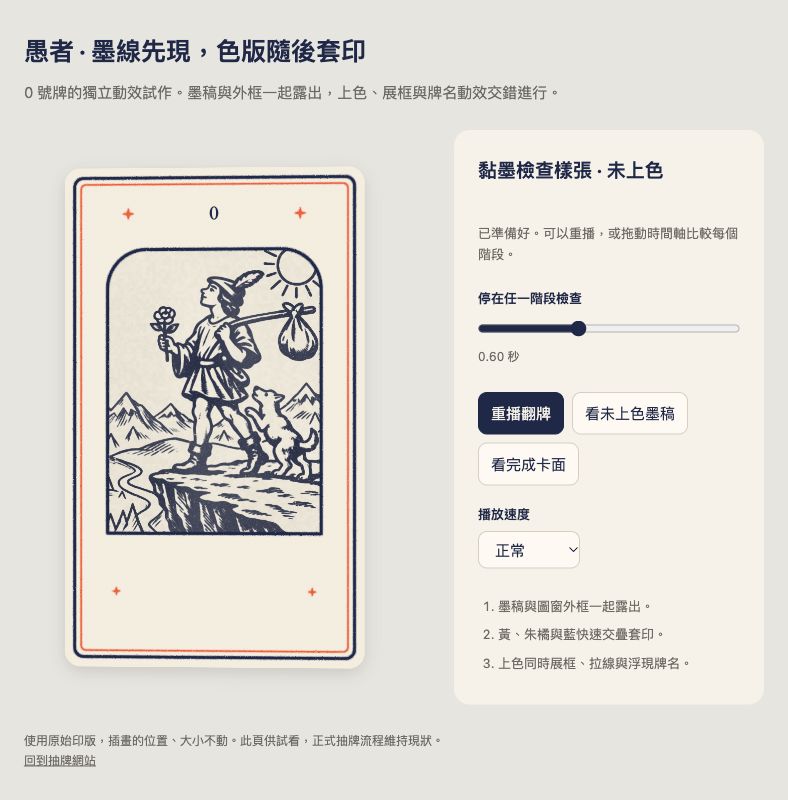 愚者 · 墨線先現，色版隨後套印
0 號牌的獨立動效試作。墨稿與外框一起露出，上色、展框與牌名動效交錯進行。
0
黏墨檢查樣張 · 未上色
已準備好。可以重播，或拖動時間軸比較每個
階段。
停在任一階段檢查
0.60 秒
重播翻牌
看未上色墨稿
看完成卡面
播放速度
正常
1. 墨稿與圖窗外框一起露出。
2. 黃、朱橘與藍快速交疊套印。
3. 上色同時展框、拉線與浮現牌名。
使用原始印版，插畫的位置、大小不動。此頁供試看，正式抽牌流程維持現狀。
回到抽牌網站